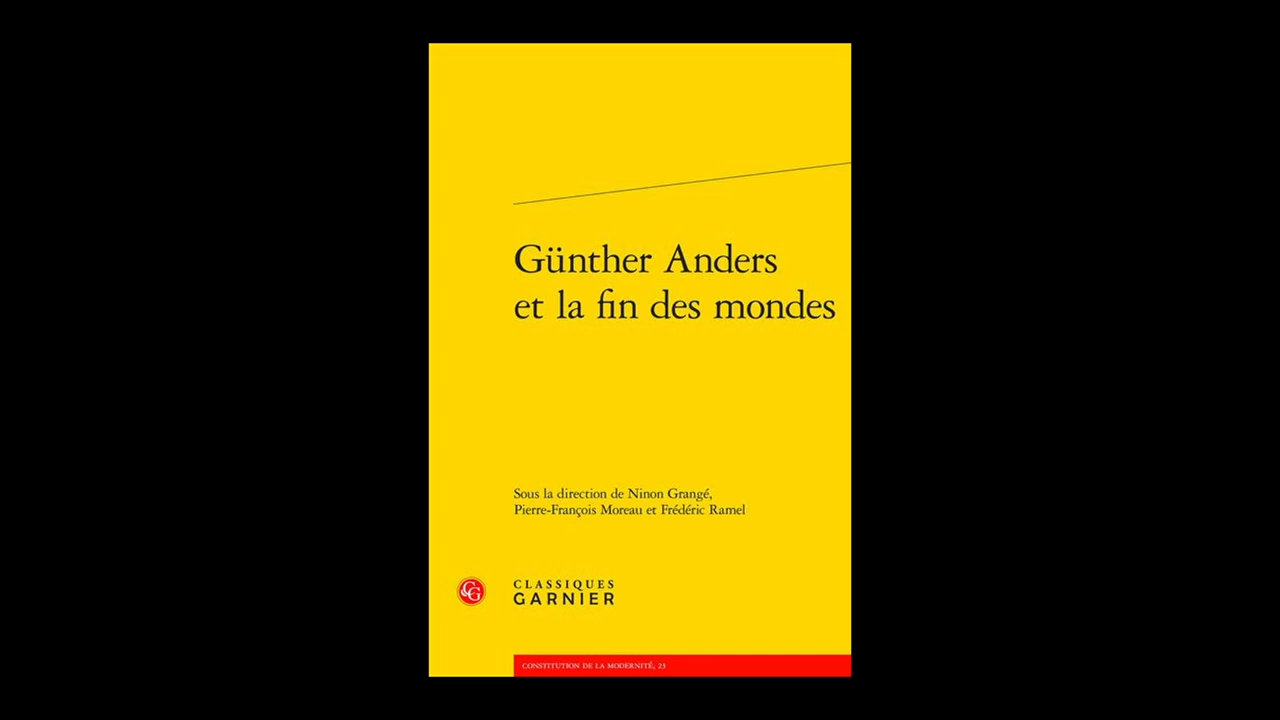 Günther Anders
et la fin des mondes
Sous la direction de Ninon Grangé,
Pierre-François Moreau et Frédéric Ramel
CG
CLASSIQUES
GARNIER
CONSTITUTION DE LA MODERNITÉ, 23